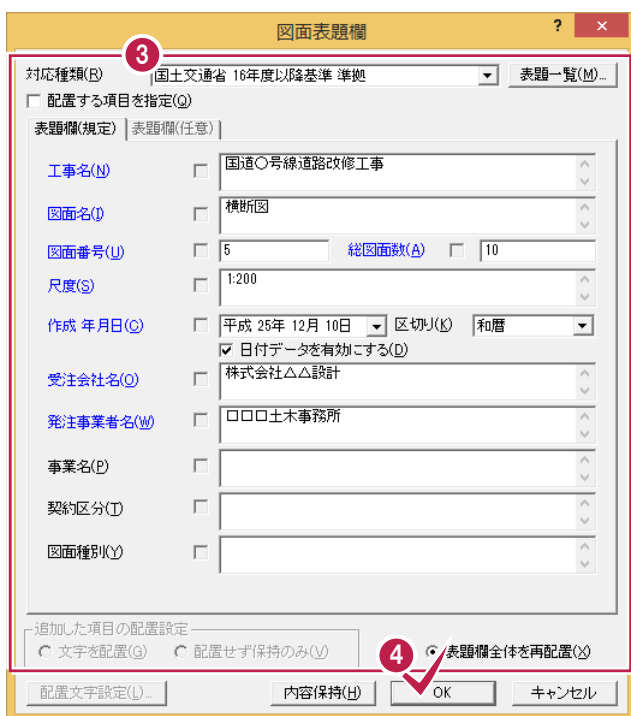 図面表題欄 ? ×
3
対応種類(R) 国土交通省 16年度以降基準 準拠 表題一覧(M)...
配置する項目を指定(Q)
表題欄(規定) 表題欄(任意)
工事名(N) 国道〇号線道路改修工事
図面名(I) 横断図
図面番号(U) 5 総図面数(A) 10
尺度(S) 1:200
作成 年月日(C) 平成 25年 12月 10日 区切り(K) 和暦
日付データを有効にする(D)
受注会社名(O) 株式会社△△設計
発注事業者名(W) □□□土木事務所
事業名(P)
契約区分(T)
図面種別(Y)
追加した項目の配置設定
文字を配置(G) 配置せず保持のみ(V) 4 表題欄全体を再配置(X)
配置文字設定(L)... 内容保持(H) OK キャンセル